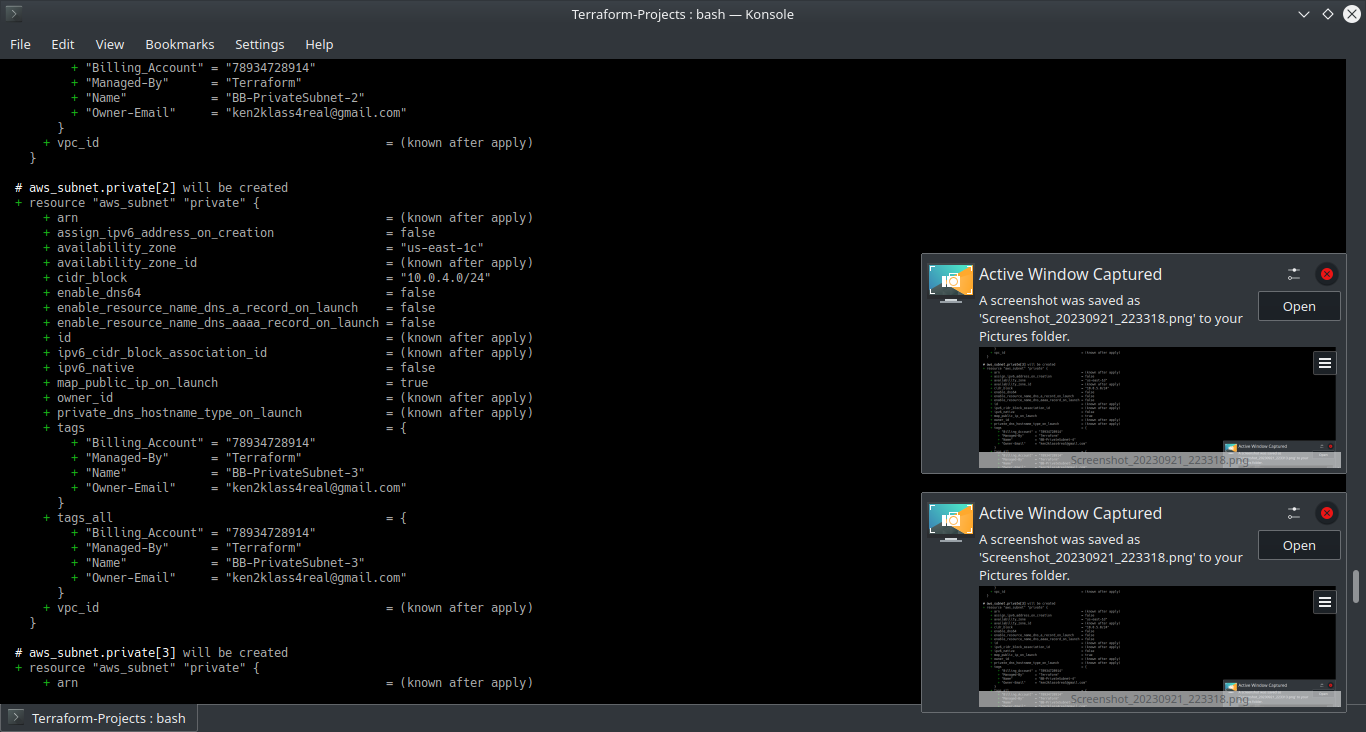 Terraform-Projects : bash — Konsole
File Edit View Bookmarks Settings Help
+ "Billing_Account" = "78934728914"
+ "Managed-By" = "Terraform"
+ "Name" = "BB-PrivateSubnet-2"
+ "Owner-Email" = "ken2klass4real@gmail.com"
}
+ vpc_id = (known after apply)
}
# aws_subnet.private[2] will be created
+ resource "aws_subnet" "private" {
+ arn = (known after apply)
+ assign_ipv6_address_on_creation = false
+ availability_zone = "us-east-1c"
+ availability_zone_id = (known after apply)
+ cidr_block = "10.0.4.0/24"
+ enable_dns64 = false
+ enable_resource_name_dns_a_record_on_launch = false
+ enable_resource_name_dns_aaaa_record_on_launch = false
+ id = (known after apply)
+ ipv6_cidr_block_association_id = (known after apply)
+ ipv6_native = false
+ map_public_ip_on_launch = true
+ owner_id = (known after apply)
+ private_dns_hostname_type_on_launch = (known after apply)
+ tags = {
+ "Billing_Account" = "78934728914"
+ "Managed-By" = "Terraform"
+ "Name" = "BB-PrivateSubnet-3"
+ "Owner-Email" = "ken2klass4real@gmail.com"
}
+ tags_all = {
+ "Billing_Account" = "78934728914"
+ "Managed-By" = "Terraform"
+ "Name" = "BB-PrivateSubnet-3"
+ "Owner-Email" = "ken2klass4real@gmail.com"
}
+ vpc_id = (known after apply)
}
# aws_subnet.private[3] will be created
+ resource "aws_subnet" "private" {
+ arn = (known after apply)
Active Window Captured
A screenshot was saved as
'Screenshot_20230921_223318.png' to your
Pictures folder.
Open
Screenshot_20230921_223318.png
Active Window Captured
A screenshot was saved as
'Screenshot_20230921_223318.png' to your
Pictures folder.
Open
Screenshot_20230921_223318.png
Terraform-Projects : bash